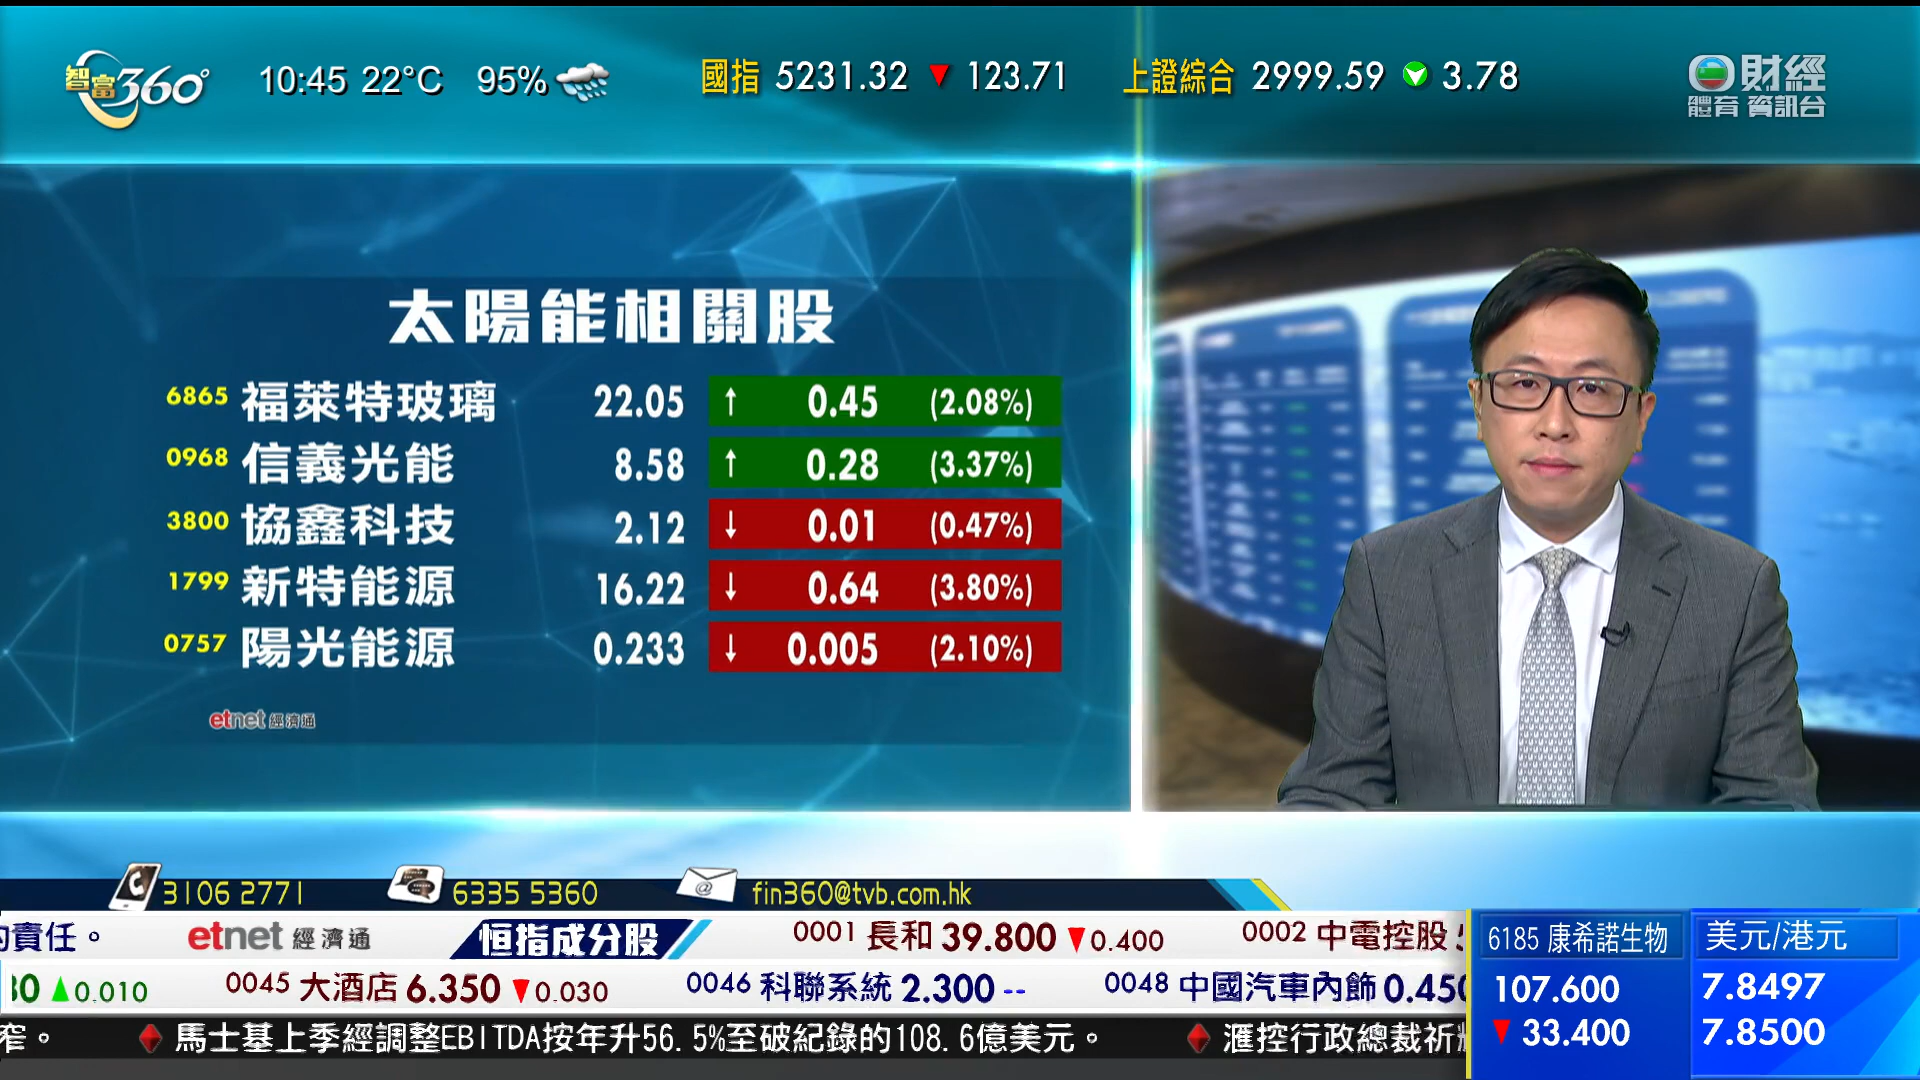 智富360°
10:45 22°C 95%
國指 5231.32 ▼ 123.71
上證綜合 2999.59 3.78
財經
體育 資訊台
太陽能相關股
6865 福萊特玻璃 22.05 ↑ 0.45 (2.08%)
0968 信義光能 8.58 ↑ 0.28 (3.37%)
3800 協鑫科技 2.12 ↓ 0.01 (0.47%)
1799 新特能源 16.22 ↓ 0.64 (3.80%)
0757 陽光能源 0.233 ↓ 0.005 (2.10%)
etnet 經濟通
3106 2771 6335 5360 fin360@tvb.com.hk
責任。 etnet 經濟通 恒指成分股 0001 長和 39.800 ▼0.400 0002 中電控股
▲0.010 0045 大酒店 6.350 ▼0.030 0046 科聯系統 2.300 -- 0048 中國汽車內飾 0.450
窄。 ♦馬士基上季經調整EBITDA按年升56.5%至破紀錄的108.6億美元。 ♦滙控行政總裁祈
6185 康希諾生物
107.600
▼ 33.400
美元/港元
7.8497
7.8500